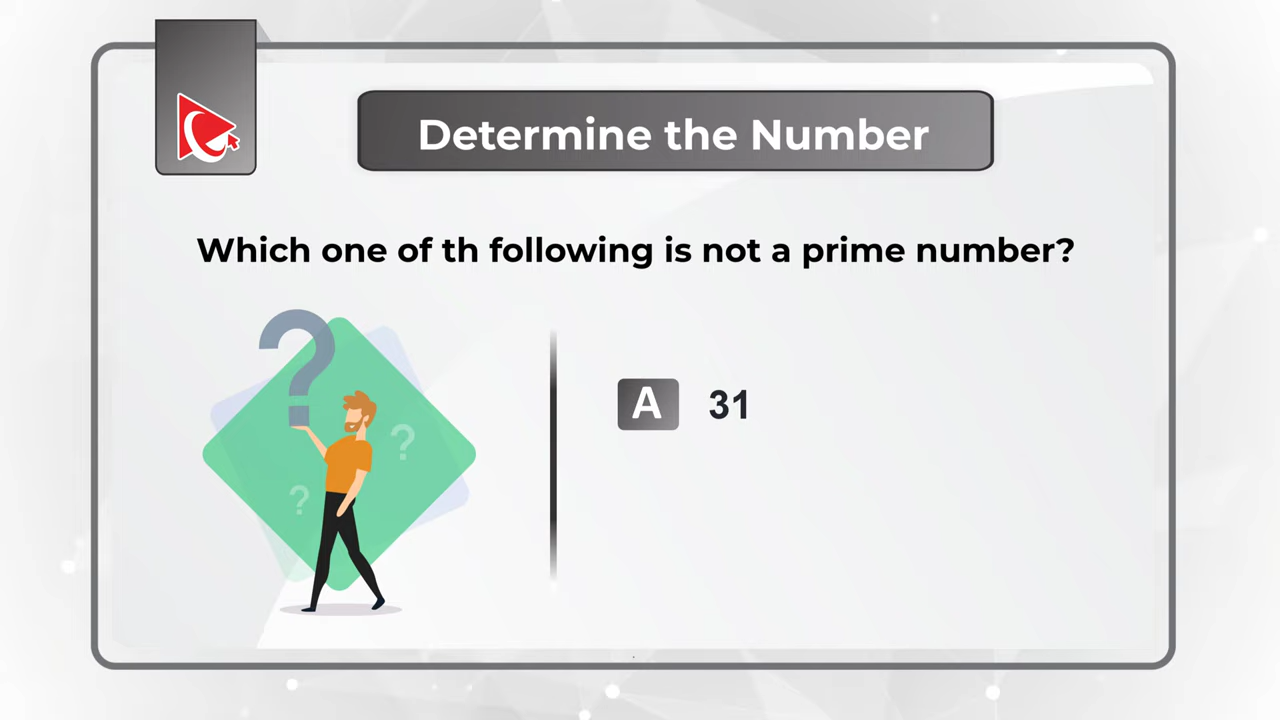 Determine the Number
Which one of th following is not a prime number?
A 31